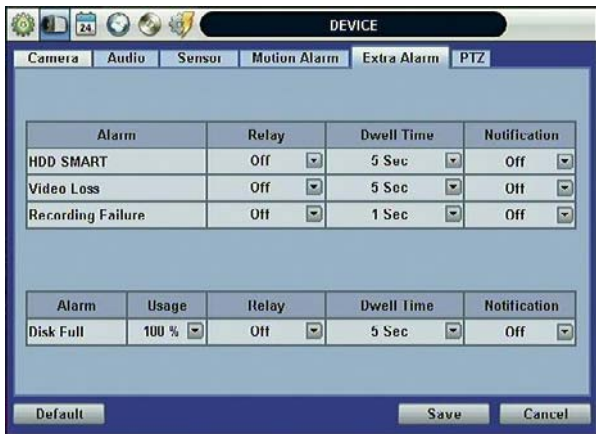 24
DEVICE
Camera Audio Sensor Motion Alarm Extra Alarm PTZ
Alarm Relay Dwell Time Notification
HDD SMART Off 5 Sec Off
Video Loss Off 5 Sec Off
Recording Failure Off 1 Sec Off
Alarm Usage Relay Dwell Time Notification
Disk Full 100 % Off 5 Sec Off
Default Save Cancel